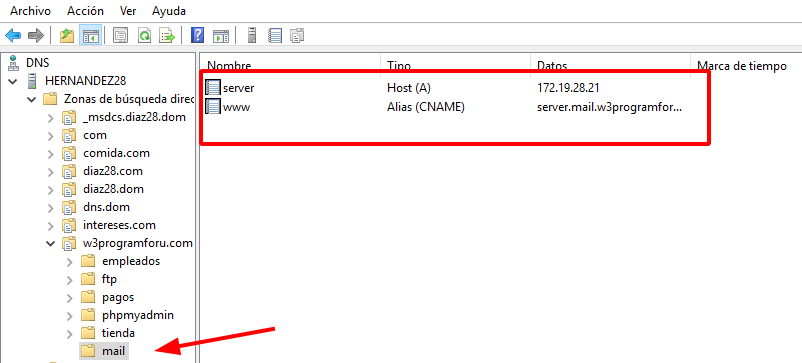 Archivo Acción Ver Ayuda
DNS
HERNANDEZ28
Zonas de búsqueda direc
_msdcs.diaz28.dom
com
comida.com
diaz28.com
diaz28.dom
dns.dom
intereses.com
w3programforu.com
empleados
ftp
pagos
phpmyadmin
tienda
mail
Nombre Tipo Datos Marca de tiempo
server Host (A) 172.19.28.21
www Alias (CNAME) server.mail.w3programfor...